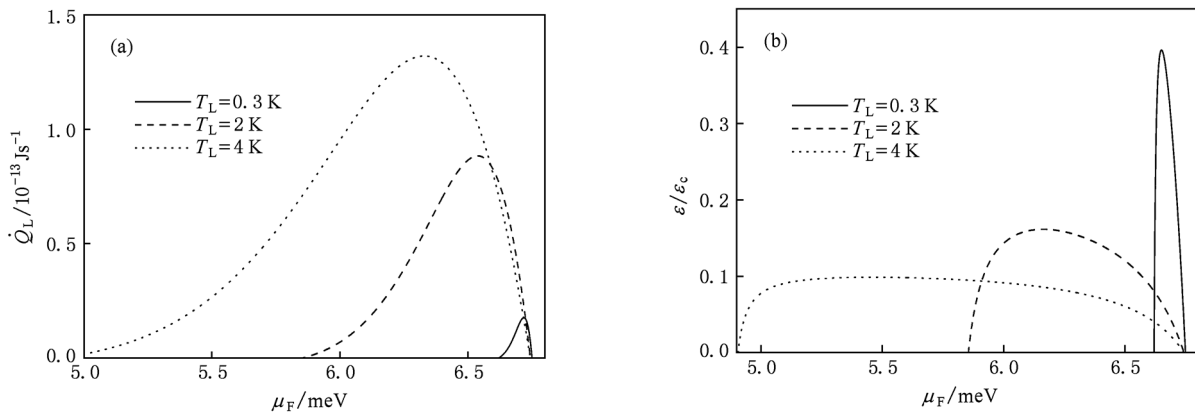 (a)
1.5
1.0
0.5
0.0
Q̇_L/10⁻¹³Js⁻¹
T_L=0.3 K
T_L=2 K
T_L=4 K
5.0 5.5 6.0 6.5
μ_F/meV
(b)
0.4
0.3
0.2
0.1
0.0
ε/ε_c
T_L=0.3 K
T_L=2 K
T_L=4 K
5.0 5.5 6.0 6.5
μ_F/meV